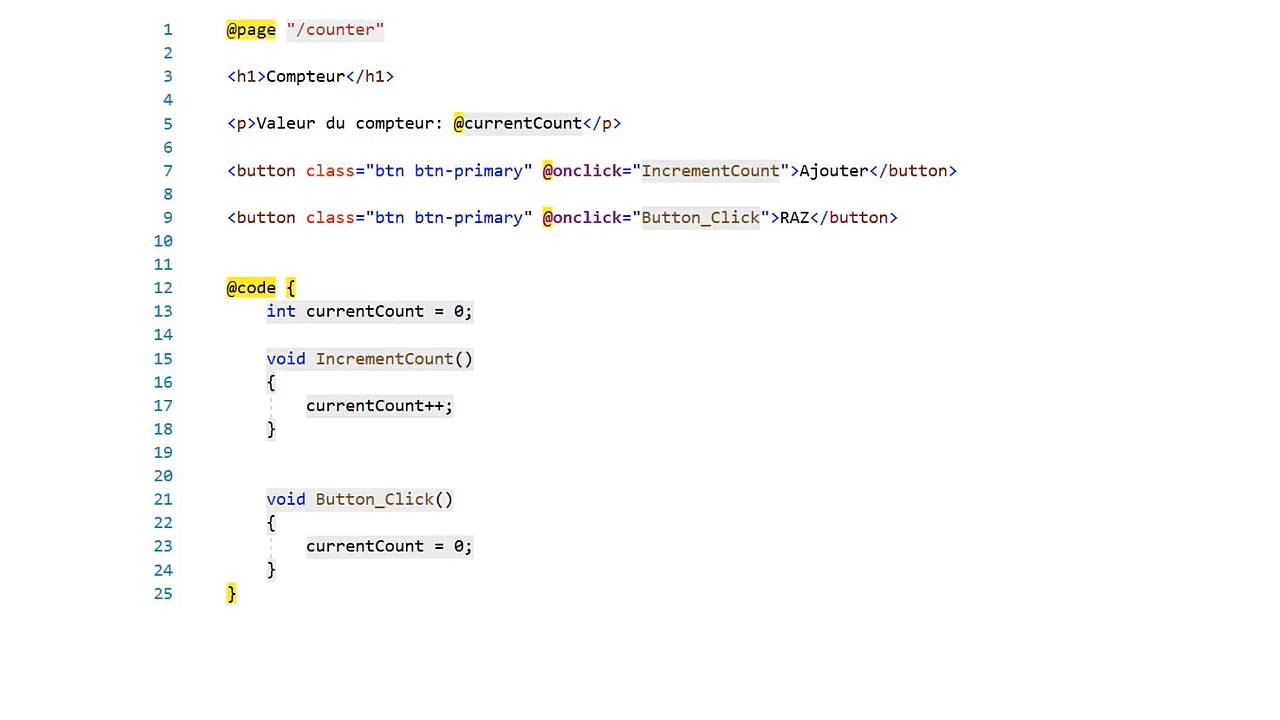 1 @page "/counter"
2
3 <h1>Compteur</h1>
4
5 <p>Valeur du compteur: @currentCount</p>
6
7 <button class="btn btn-primary" @onclick="IncrementCount">Ajouter</button>
8
9 <button class="btn btn-primary" @onclick="Button_Click">RAZ</button>
10
11
12 @code {
13     int currentCount = 0;
14
15     void IncrementCount()
16     {
17         currentCount++;
18     }
19
20
21     void Button_Click()
22     {
23         currentCount = 0;
24     }
25 }